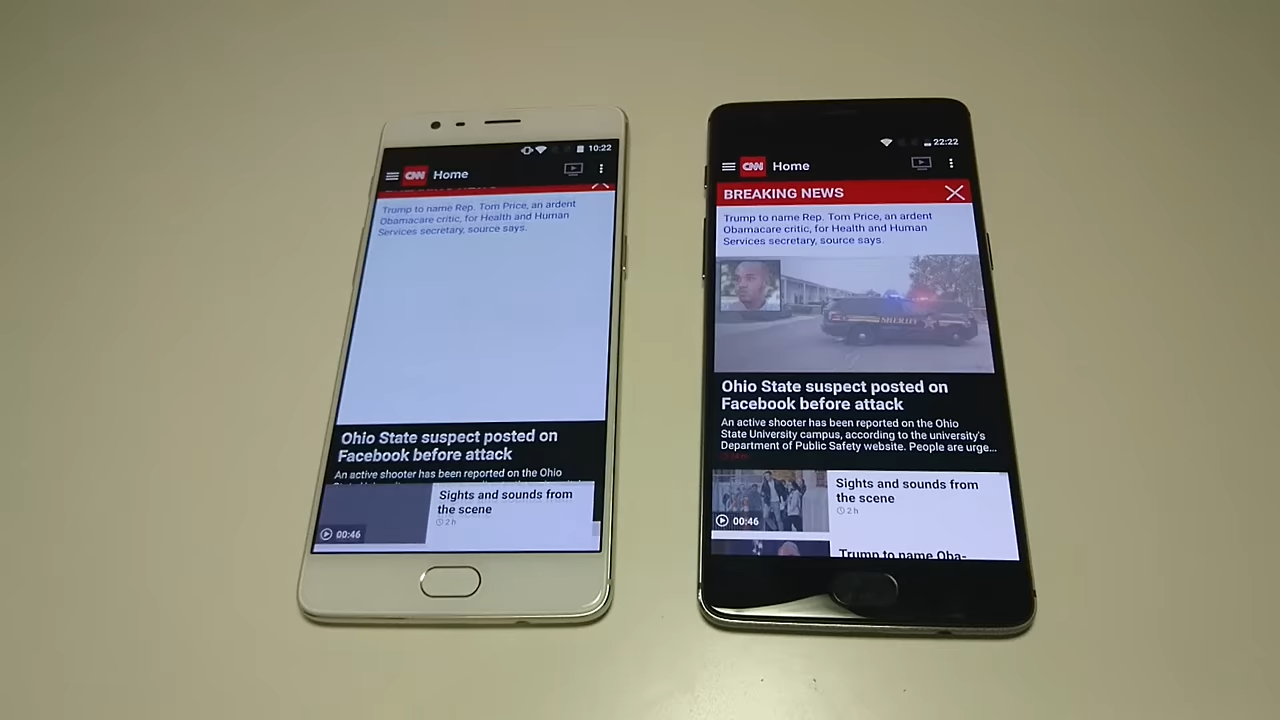 10:22
CNN Home
Trump to name Rep. Tom Price, an ardent
Obamacare critic, for Health and Human
Services secretary, source says.
Ohio State suspect posted on
Facebook before attack
An active shooter has been reported on the Ohio
Sights and sounds from
the scene
2 h
00:46
22:22
CNN Home
BREAKING NEWS
Trump to name Rep. Tom Price, an ardent
Obamacare critic, for Health and Human
Services secretary, source says.
SHERIFF
Ohio State suspect posted on
Facebook before attack
An active shooter has been reported on the Ohio
State University campus, according to the university's
Department of Public Safety website. People are urge...
Sights and sounds from
the scene
2 h
00:46
Trump to name Oba-